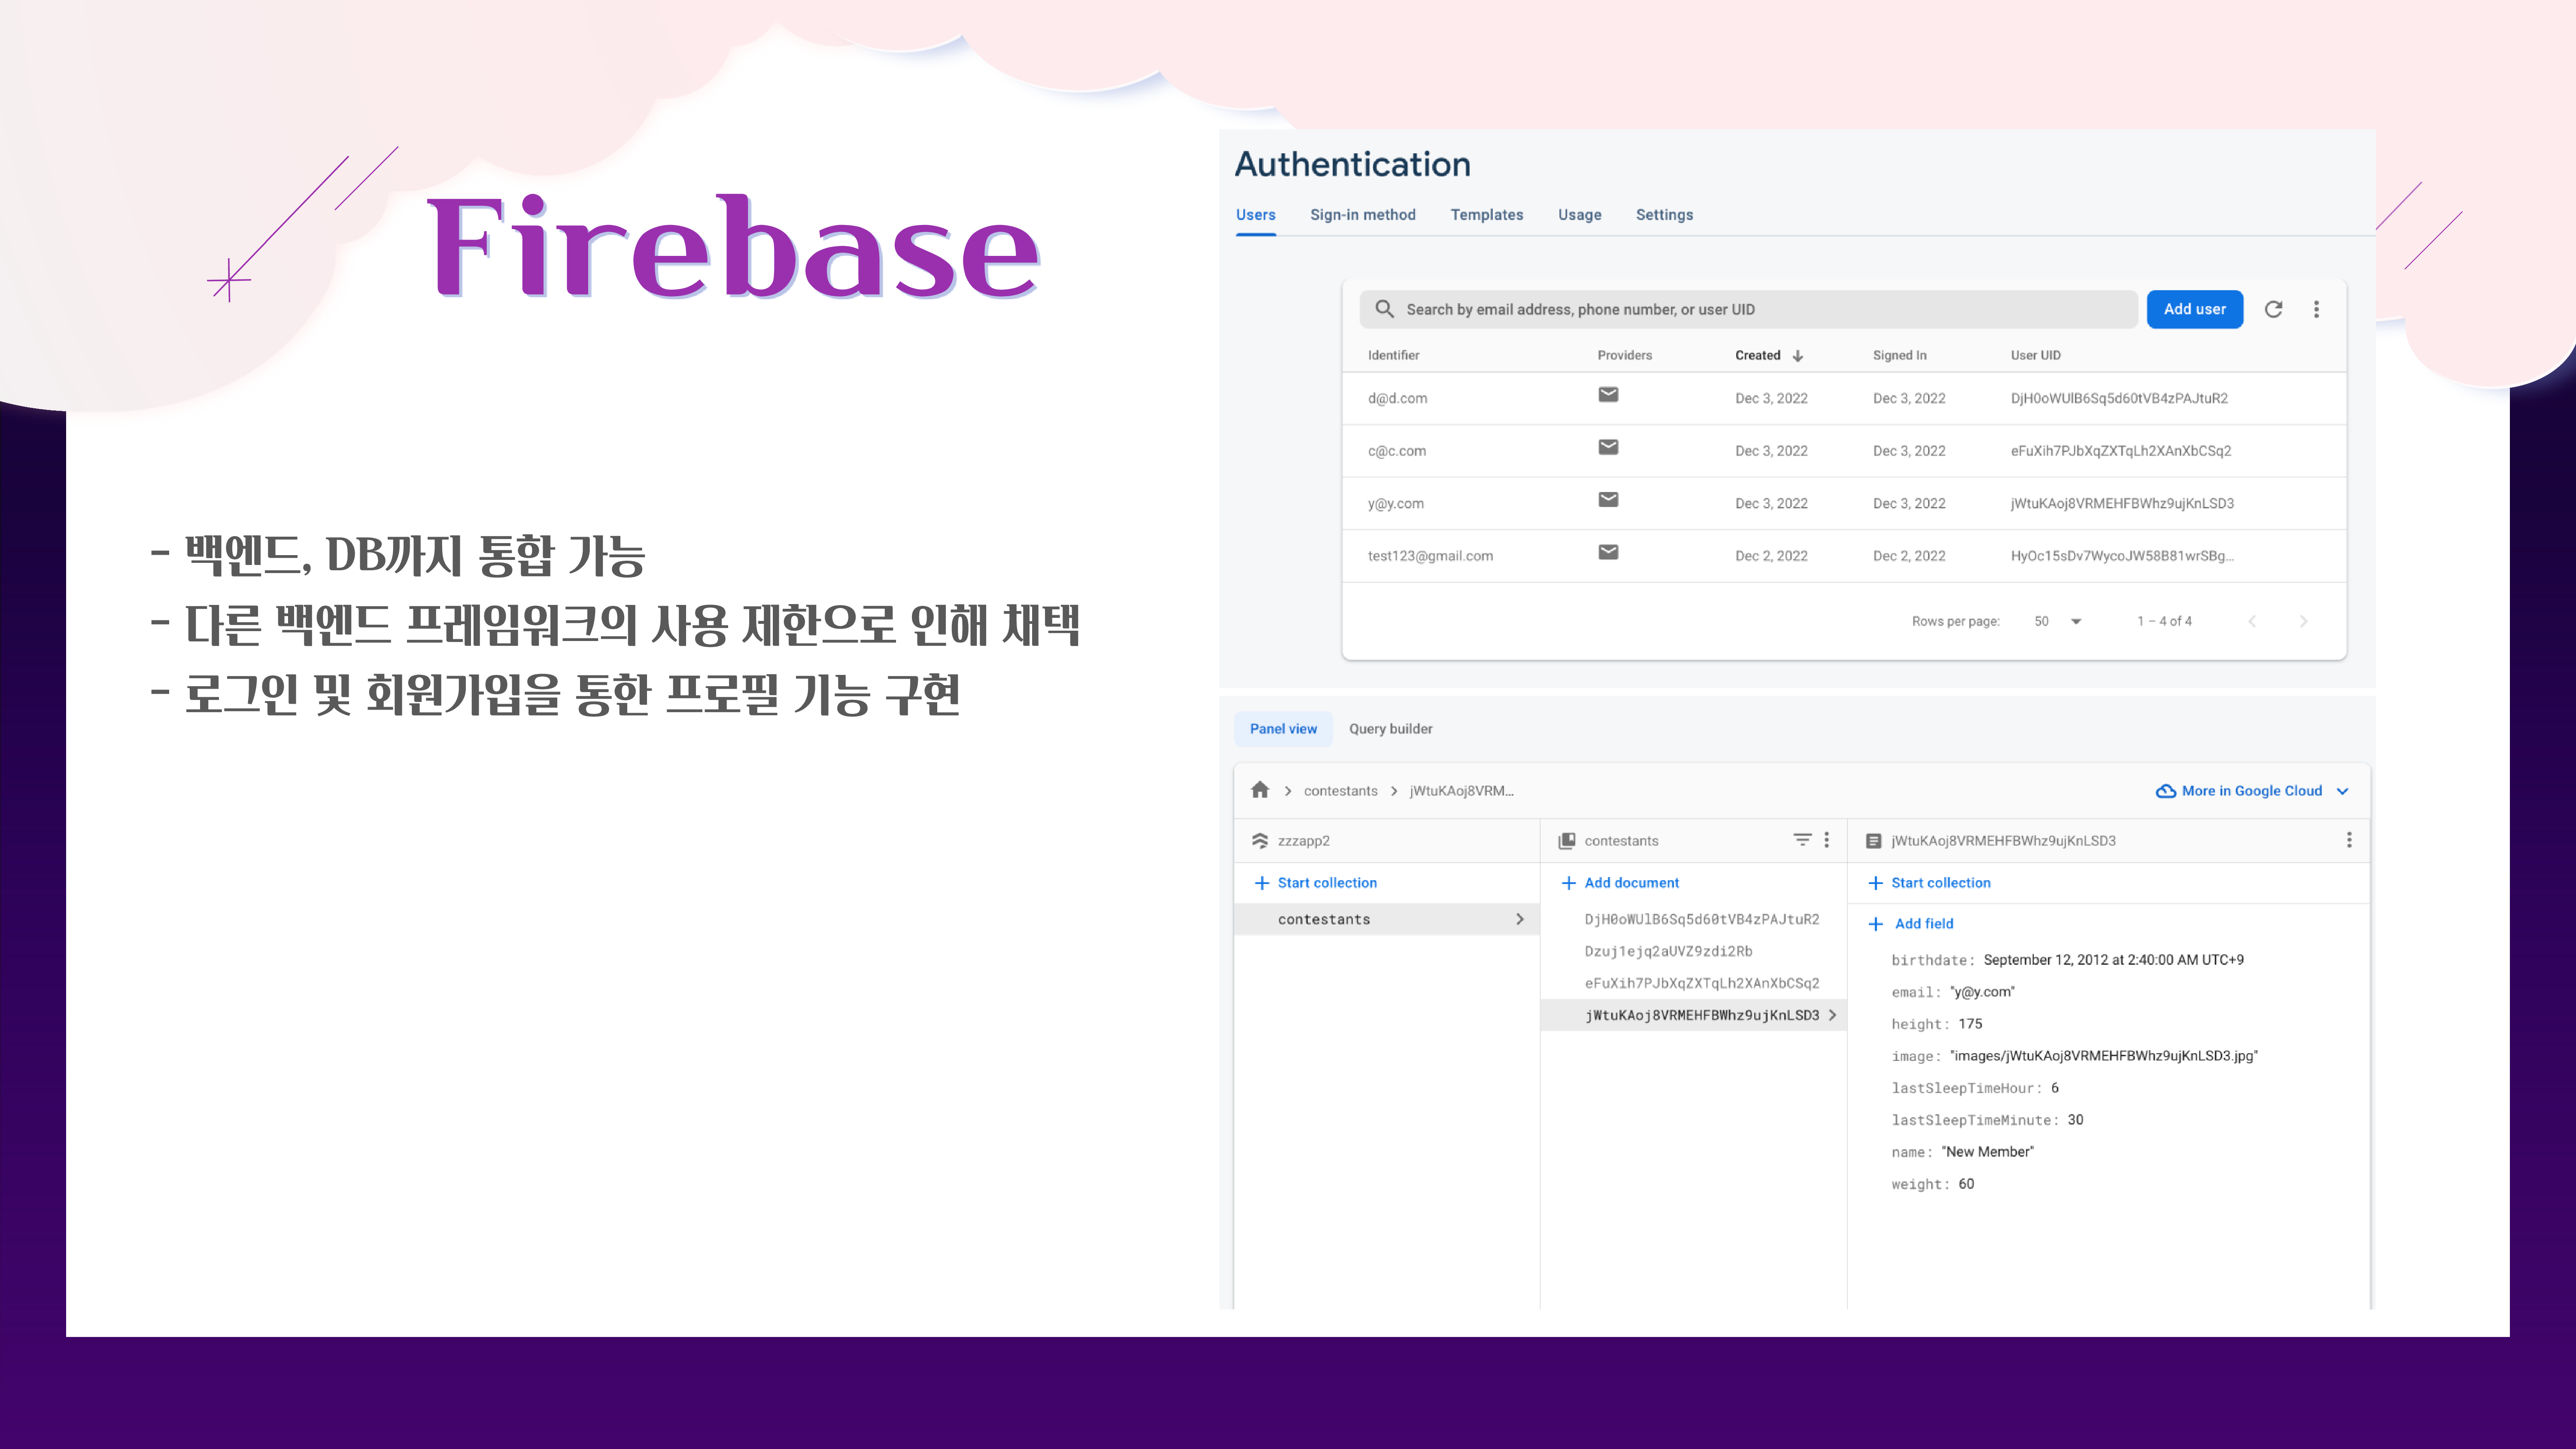 Firebase
- 백엔드, DB까지 통합 가능
- 다른 백엔드 프레임워크의 사용 제한으로 인해 채택
- 로그인 및 회원가입을 통한 프로필 기능 구현
Authentication
Users Sign-in method Templates Usage Settings
Search by email address, phone number, or user UID Add user
Identifier Providers Created Signed In User UID
d@d.com Dec 3, 2022 Dec 3, 2022 DjH0oWUlB6Sq5d60tVB4zPAJtuR2
c@c.com Dec 3, 2022 Dec 3, 2022 eFuXih7PJbXqZXTqLh2XAnXbCSq2
y@y.com Dec 3, 2022 Dec 3, 2022 jWtuKAoj8VRMEHFBWhz9ujKnLSD3
test123@gmail.com Dec 2, 2022 Dec 2, 2022 HyOc15sDv7WycoJW58B81wrSBg...
Rows per page: 50 1 – 4 of 4
Panel view Query builder
contestants jWtuKAoj8VRM... More in Google Cloud
zzzapp2
Start collection
contestants
contestants
Add document
DjH0oWUlB6Sq5d60tVB4zPAJtuR2
Dzuj1ejq2aUVZ9zdi2Rb
eFuXih7PJbXqZXTqLh2XAnXbCSq2
jWtuKAoj8VRMEHFBWhz9ujKnLSD3
jWtuKAoj8VRMEHFBWhz9ujKnLSD3
Start collection
Add field
birthdate: September 12, 2012 at 2:40:00 AM UTC+9
email: "y@y.com"
height: 175
image: "images/jWtuKAoj8VRMEHFBWhz9ujKnLSD3.jpg"
lastSleepTimeHour: 6
lastSleepTimeMinute: 30
name: "New Member"
weight: 60